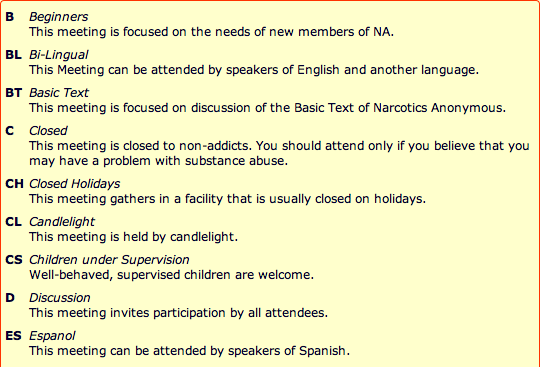 B Beginners
This meeting is focused on the needs of new members of NA.
BL Bi-Lingual
This Meeting can be attended by speakers of English and another language.
BT Basic Text
This meeting is focused on discussion of the Basic Text of Narcotics Anonymous.
C Closed
This meeting is closed to non-addicts. You should attend only if you believe that you
may have a problem with substance abuse.
CH Closed Holidays
This meeting gathers in a facility that is usually closed on holidays.
CL Candlelight
This meeting is held by candlelight.
CS Children under Supervision
Well-behaved, supervised children are welcome.
D Discussion
This meeting invites participation by all attendees.
ES Espanol
This meeting can be attended by speakers of Spanish.